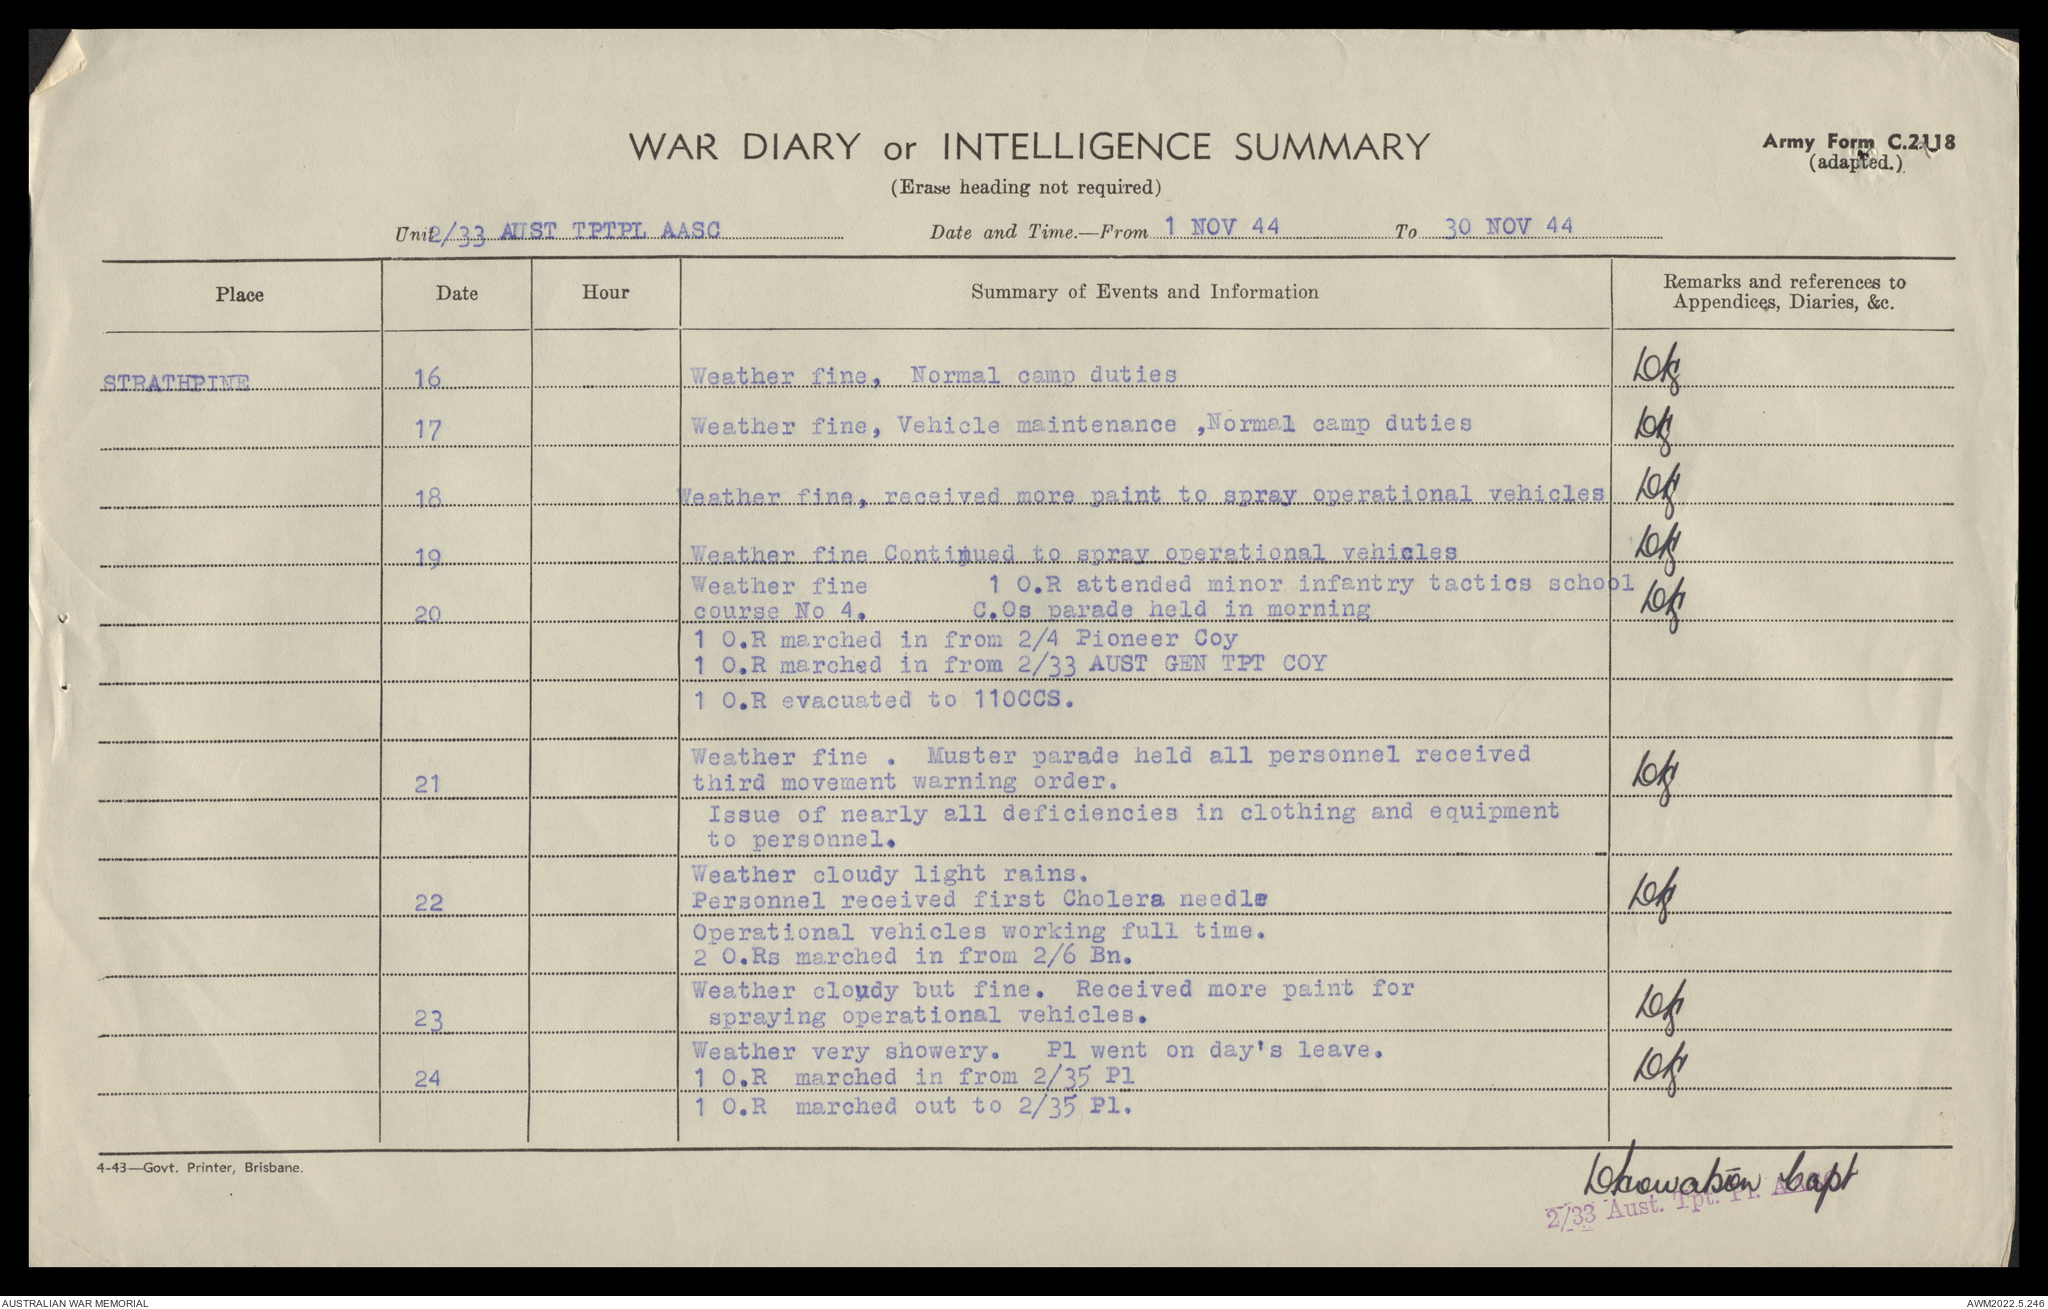 WAR DIARY or INTELLIGENCE SUMMARY
Army Form C.2118
(adapted.)
(Erase heading not required)
Unit 2/33 AUST TPTPL AASC Date and Time.—From 1 NOV 44 To 30 NOV 44
Place Date Hour Summary of Events and Information Remarks and references to Appendices, Diaries, &c.
STRATHPINE 16 Weather fine, Normal camp duties
17 Weather fine, Vehicle maintenance ,Normal camp duties
18 Weather fine, received more paint to spray operational vehicles
19 Weather fine Continued to spray operational vehicles
Weather fine 1 O.R attended minor infantry tactics school
20 course No 4. C.Os parade held in morning
1 O.R marched in from 2/4 Pioneer Coy
1 O.R marched in from 2/33 AUST GEN TPT COY
1 O.R evacuated to 110CCS.
Weather fine . Muster parade held all personnel received
21 third movement warning order.
Issue of nearly all deficiencies in clothing and equipment
to personnel.
Weather cloudy light rains.
22 Personnel received first Cholera needle
Operational vehicles working full time.
2 O.Rs marched in from 2/6 Bn.
Weather cloudy but fine. Received more paint for
23 spraying operational vehicles.
Weather very showery. Pl went on day's leave.
24 1 O.R marched in from 2/35 Pl
1 O.R marched out to 2/35 Pl.
4-43—Govt. Printer, Brisbane.
Capt
2/33 Aust. Tpt. Pl. AASC
AUSTRALIAN WAR MEMORIAL
AWM2022.5.246